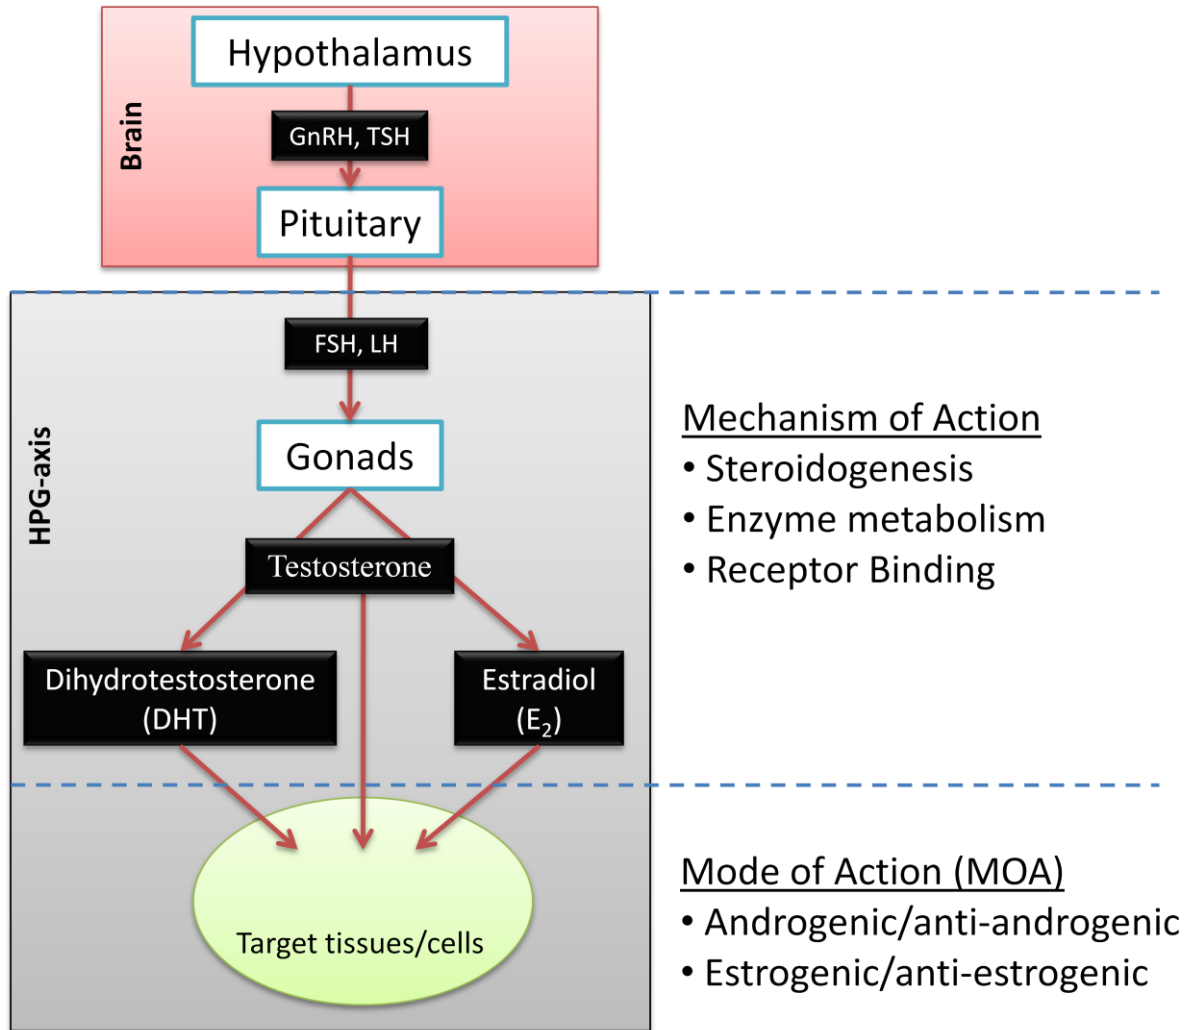 Hypothalamus
Brain
GnRH, TSH
Pituitary
FSH, LH
HPG-axis
Gonads
Testosterone
Dihydrotestosterone
(DHT)
Estradiol
(E₂)
Target tissues/cells
Mechanism of Action
• Steroidogenesis
• Enzyme metabolism
• Receptor Binding
Mode of Action (MOA)
• Androgenic/anti-androgenic
• Estrogenic/anti-estrogenic